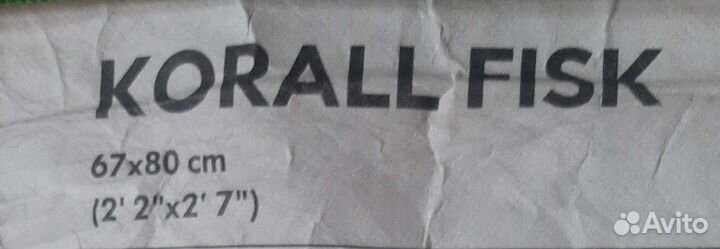 KORALL FISK
67x80 cm
(2' 2"x2' 7")
Avito